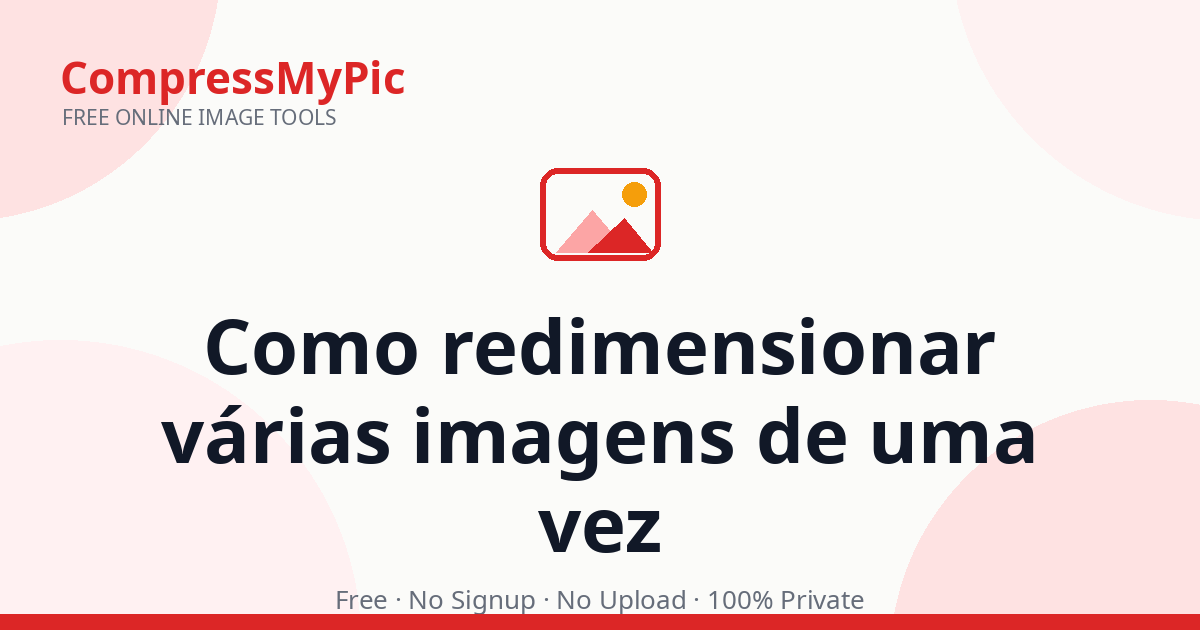 CompressMyPic
FREE ONLINE IMAGE TOOLS
Como redimensionar
várias imagens de uma
vez
Free · No Signup · No Upload · 100% Private